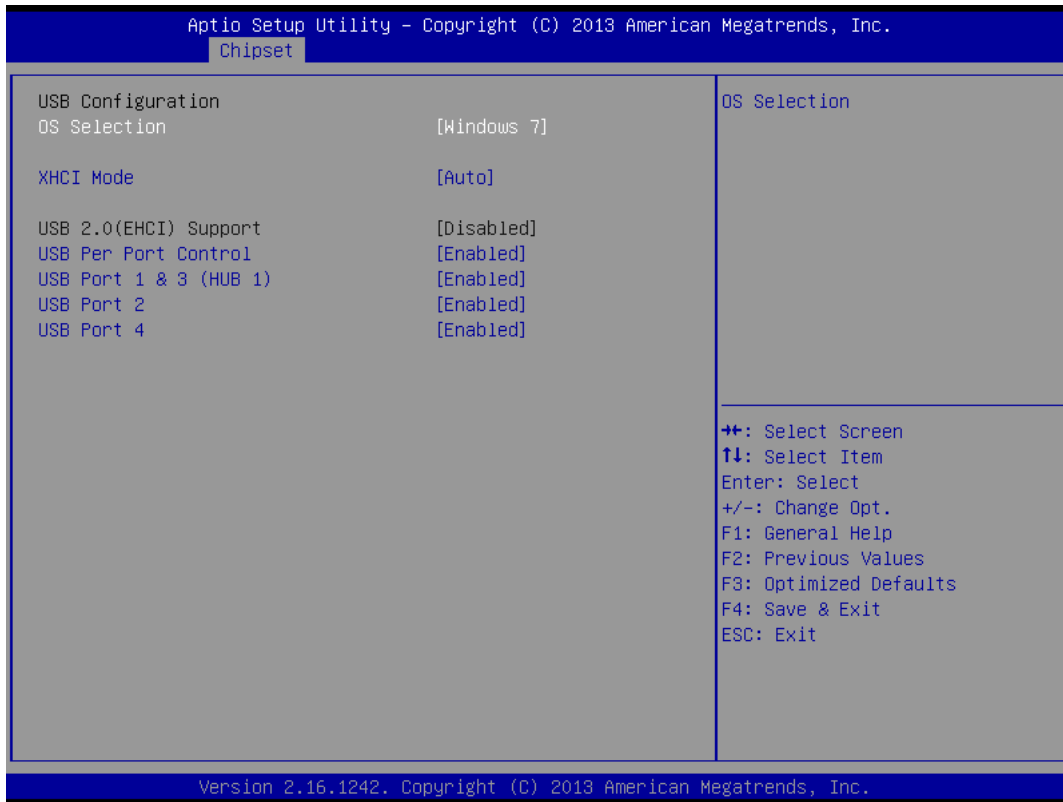 Aptio Setup Utility – Copyright (C) 2013 American Megatrends, Inc.
Chipset
USB Configuration
OS Selection [Windows 7]
XHCI Mode [Auto]
USB 2.0(EHCI) Support [Disabled]
USB Per Port Control [Enabled]
USB Port 1 & 3 (HUB 1) [Enabled]
USB Port 2 [Enabled]
USB Port 4 [Enabled]
OS Selection
→←: Select Screen
↑↓: Select Item
Enter: Select
+/-: Change Opt.
F1: General Help
F2: Previous Values
F3: Optimized Defaults
F4: Save & Exit
ESC: Exit
Version 2.16.1242. Copyright (C) 2013 American Megatrends, Inc.